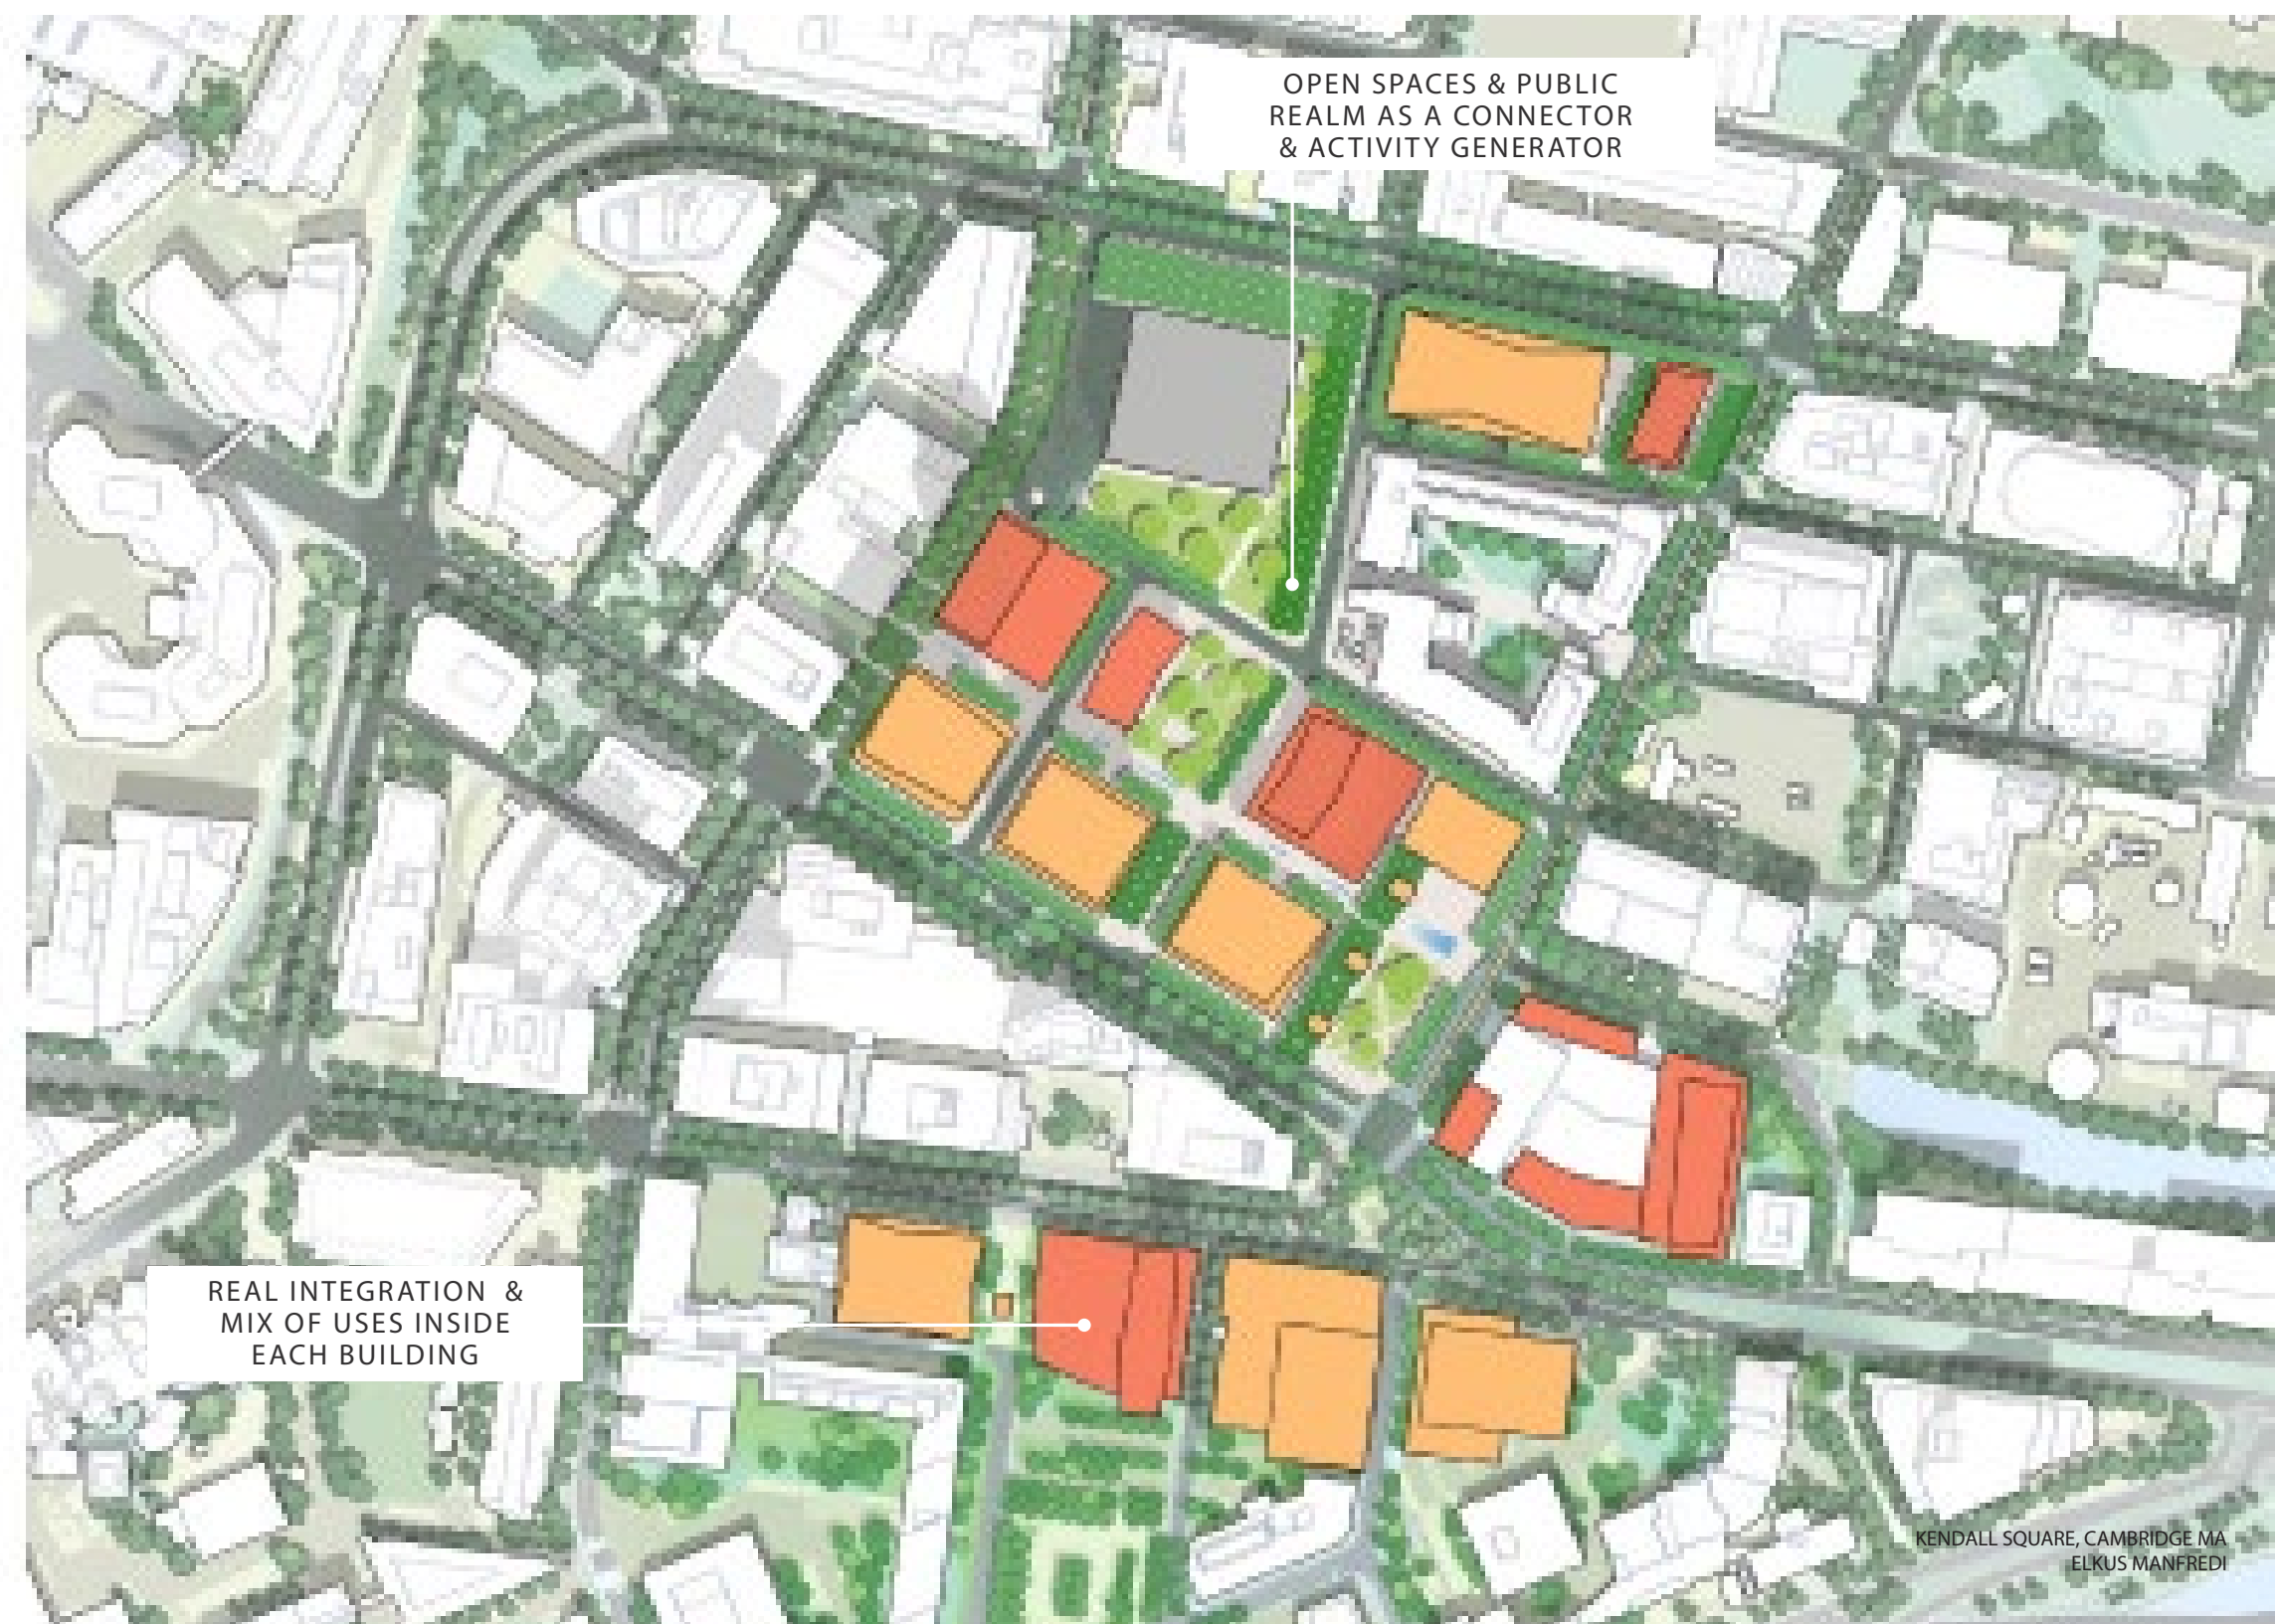 OPEN SPACES & PUBLIC
REALM AS A CONNECTOR
& ACTIVITY GENERATOR
REAL INTEGRATION &
MIX OF USES INSIDE
EACH BUILDING
KENDALL SQUARE, CAMBRIDGE MA
ELKUS MANFREDI